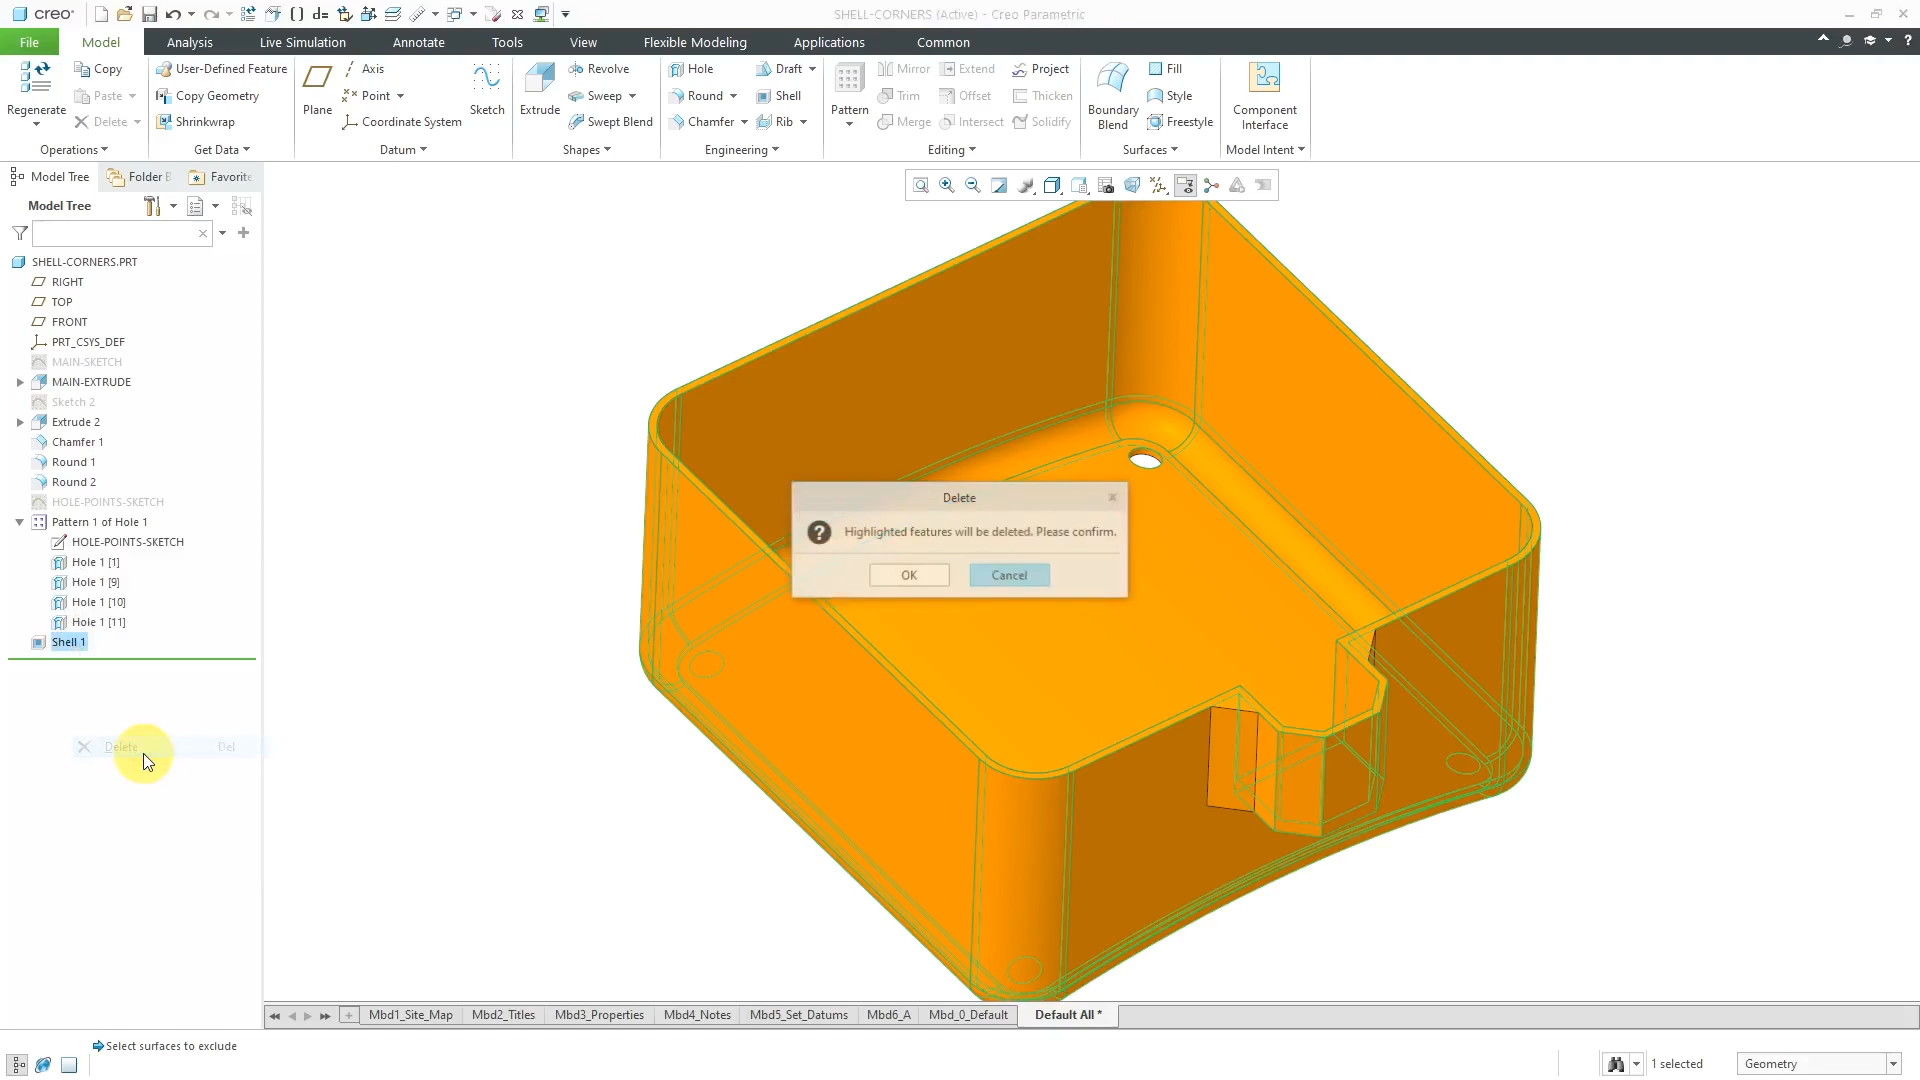 creo
SHELL-CORNERS (Active) - Creo Parametric
File Model Analysis Live Simulation Annotate Tools View Flexible Modeling Applications Common
Regenerate
Copy
Paste
Delete
Operations
User-Defined Feature
Copy Geometry
Shrinkwrap
Get Data
Plane
Axis
Point
Coordinate System
Sketch
Datum
Extrude
Revolve
Sweep
Swept Blend
Shapes
Hole
Round
Chamfer
Draft
Shell
Rib
Engineering
Pattern
Mirror
Trim
Merge
Extend
Offset
Intersect
Project
Thicken
Solidify
Editing
Boundary
Blend
Fill
Style
Freestyle
Surfaces
Component
Interface
Model Intent
Model Tree
Folder B
Favorite
Model Tree
SHELL-CORNERS.PRT
RIGHT
TOP
FRONT
PRT_CSYS_DEF
MAIN-SKETCH
MAIN-EXTRUDE
Sketch 2
Extrude 2
Chamfer 1
Round 1
Round 2
HOLE-POINTS-SKETCH
Pattern 1 of Hole 1
HOLE-POINTS-SKETCH
Hole 1 [1]
Hole 1 [9]
Hole 1 [10]
Hole 1 [11]
Shell 1
Delete Del
Delete
Highlighted features will be deleted. Please confirm.
OK Cancel
Mbd1_Site_Map Mbd2_Titles Mbd3_Properties Mbd4_Notes Mbd5_Set_Datums Mbd6_A Mbd_0_Default Default All *
Select surfaces to exclude
1 selected
Geometry